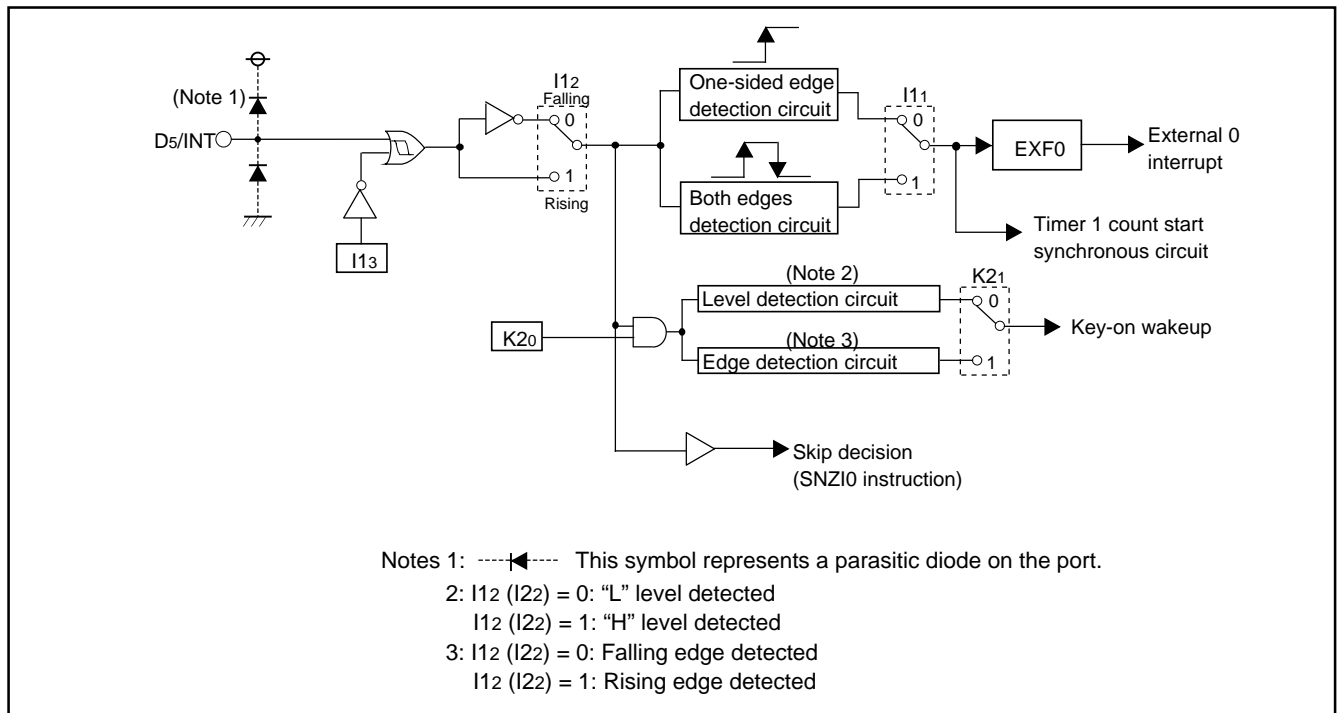 (Note 1)
D5/INT
I13
I12
Falling
0
1
Rising
One-sided edge
detection circuit
Both edges
detection circuit
I11
0
1
EXF0
External 0
interrupt
Timer 1 count start
synchronous circuit
K20
(Note 2)
Level detection circuit
(Note 3)
Edge detection circuit
K21
0
1
Key-on wakeup
Skip decision
(SNZI0 instruction)
Notes 1: This symbol represents a parasitic diode on the port.
2: I12 (I22) = 0: “L” level detected
I12 (I22) = 1: “H” level detected
3: I12 (I22) = 0: Falling edge detected
I12 (I22) = 1: Rising edge detected